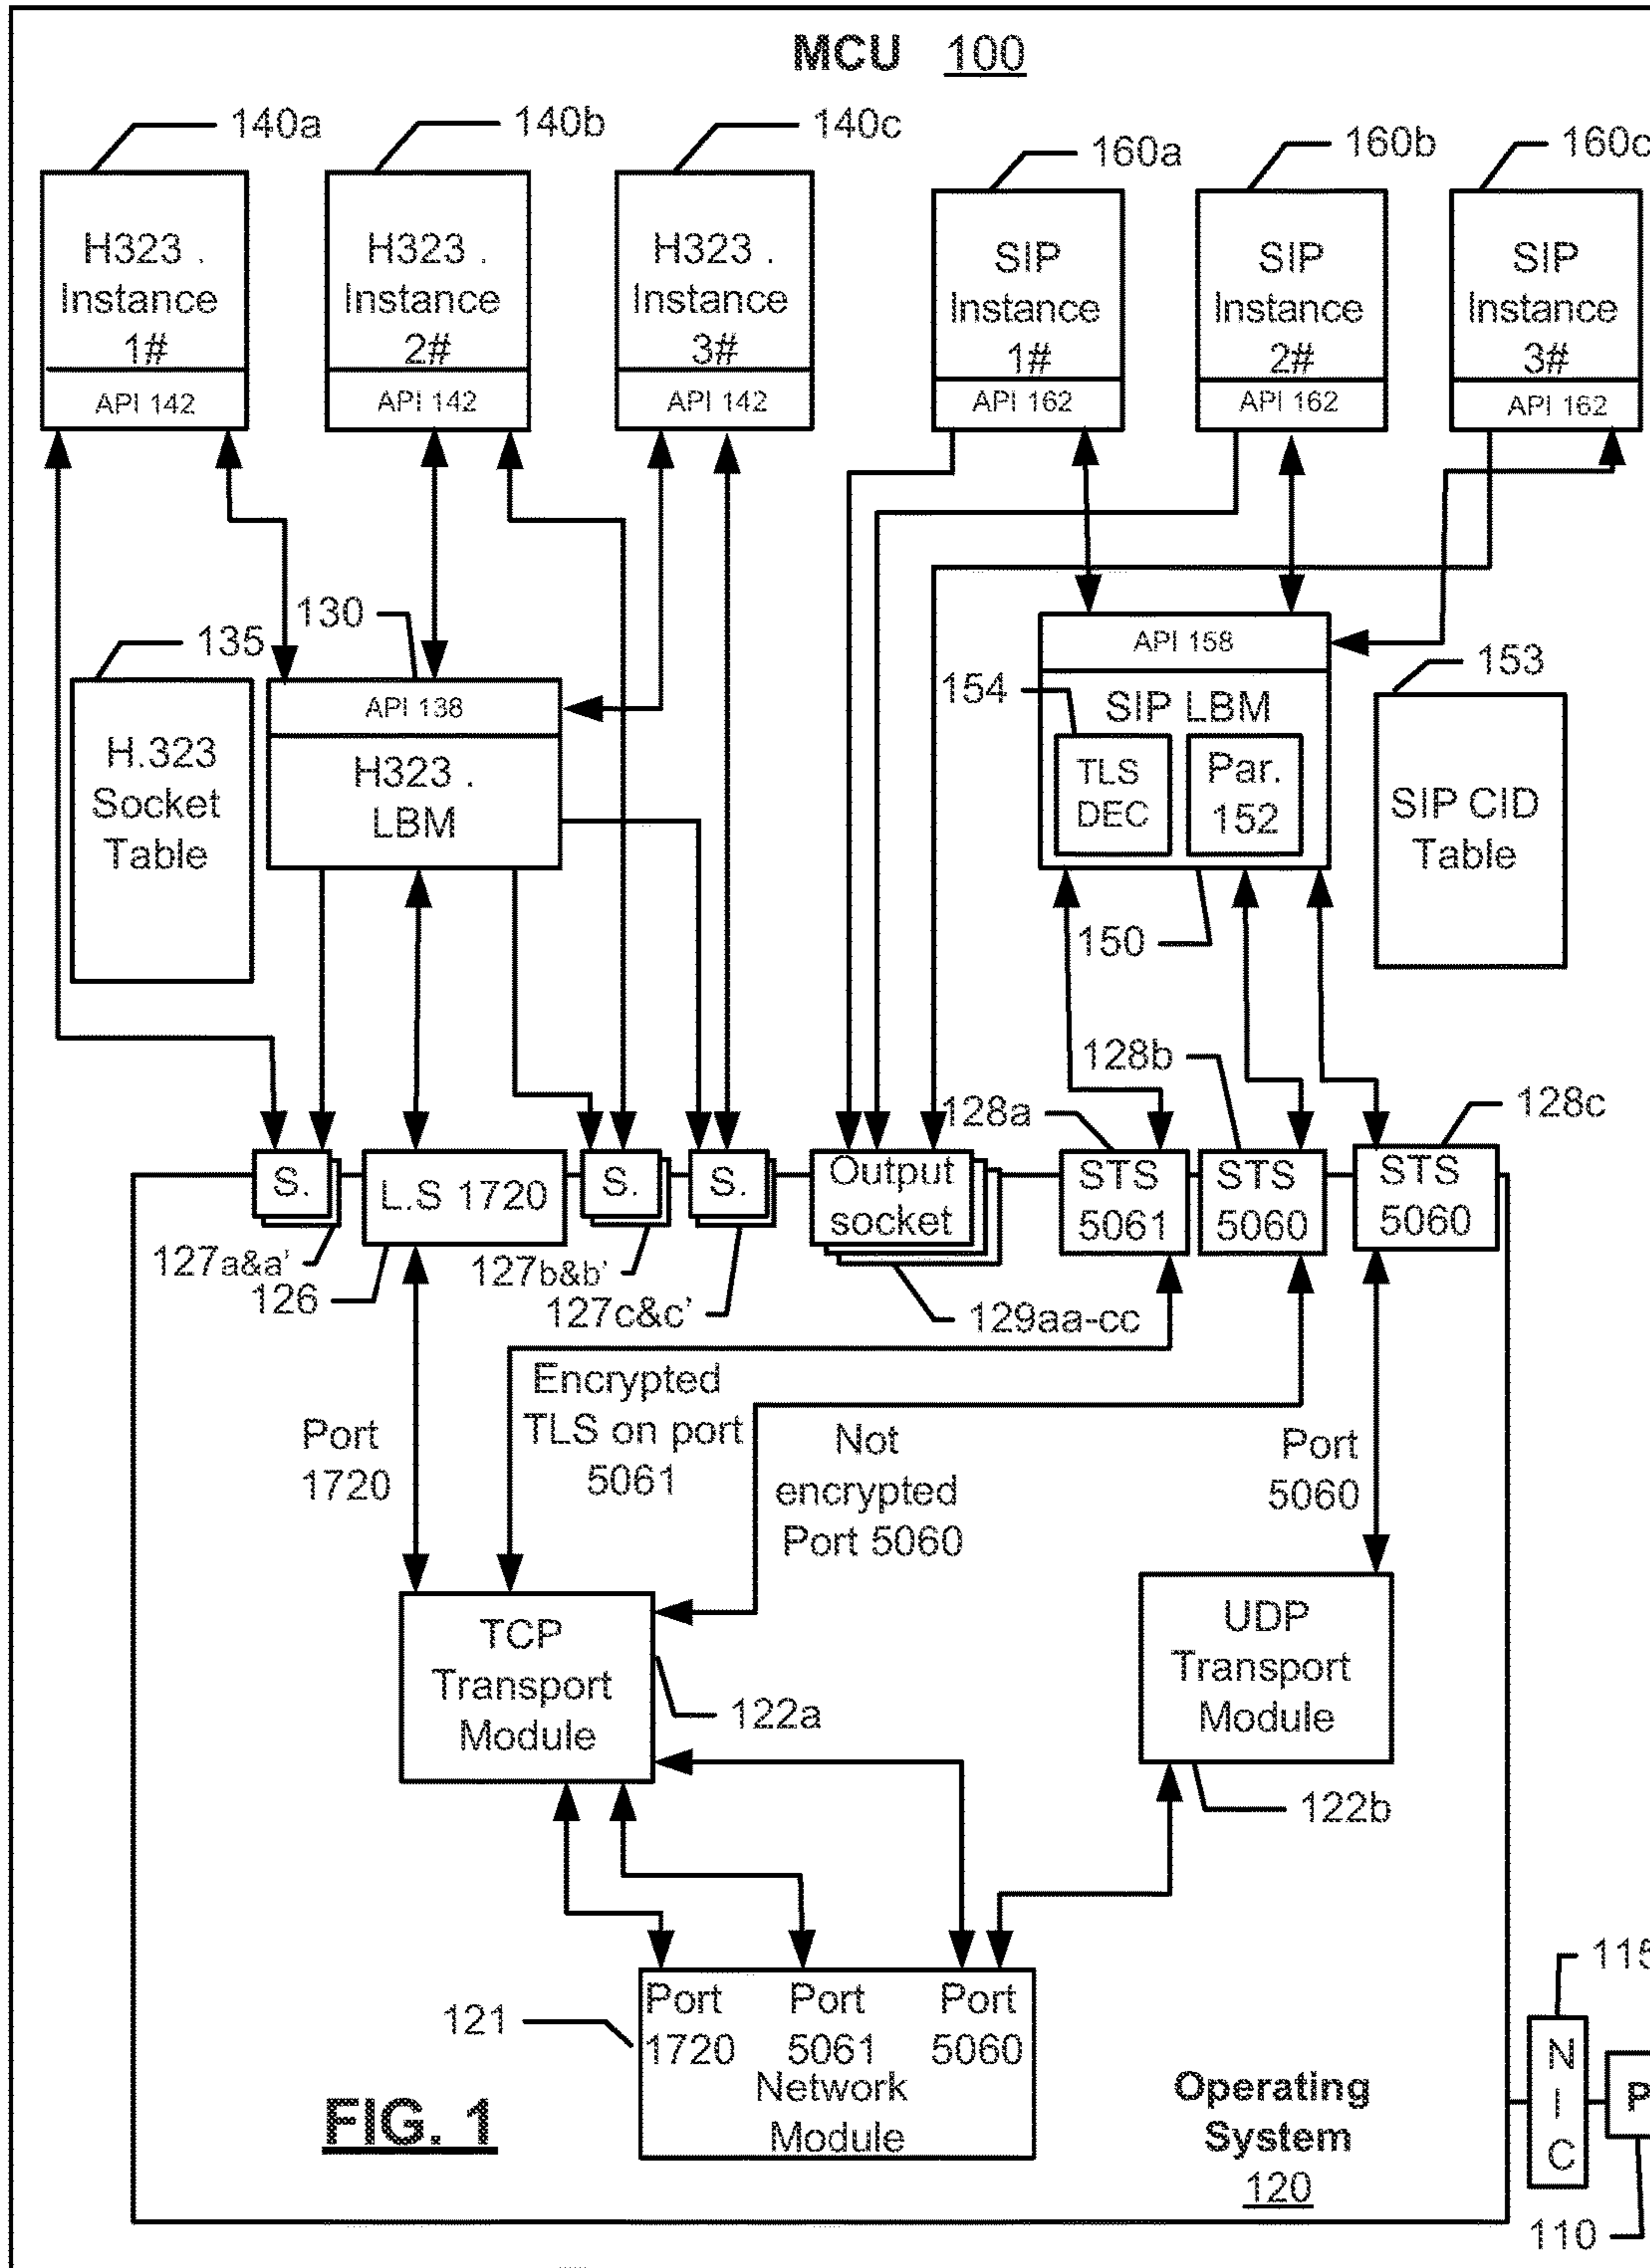 MCU 100
140a
140b
140c
160a
160b
160c
H323 .
Instance
1#
API 142
H323 .
Instance
2#
API 142
H323 .
Instance
3#
API 142
SIP
Instance
1#
API 162
SIP
Instance
2#
API 162
SIP
Instance
3#
API 162
135
130
H.323
Socket
Table
API 138
H323 .
LBM
API 158
154
SIP LBM
TLS
DEC
Par.
152
153
SIP CID
Table
150
128b
128a
128c
S.
L.S 1720
S.
S.
Output
socket
STS
5061
STS
5060
STS
5060
127a&a'
126
127b&b'
127c&c'
129aa-cc
Port
1720
Encrypted
TLS on port
5061
Not
encrypted
Port 5060
Port
5060
TCP
Transport
Module
122a
UDP
Transport
Module
122b
121
Port
1720
Port
5061
Port
5060
Network
Module
FIG. 1
Operating
System
120
115
N
I
C
P
110